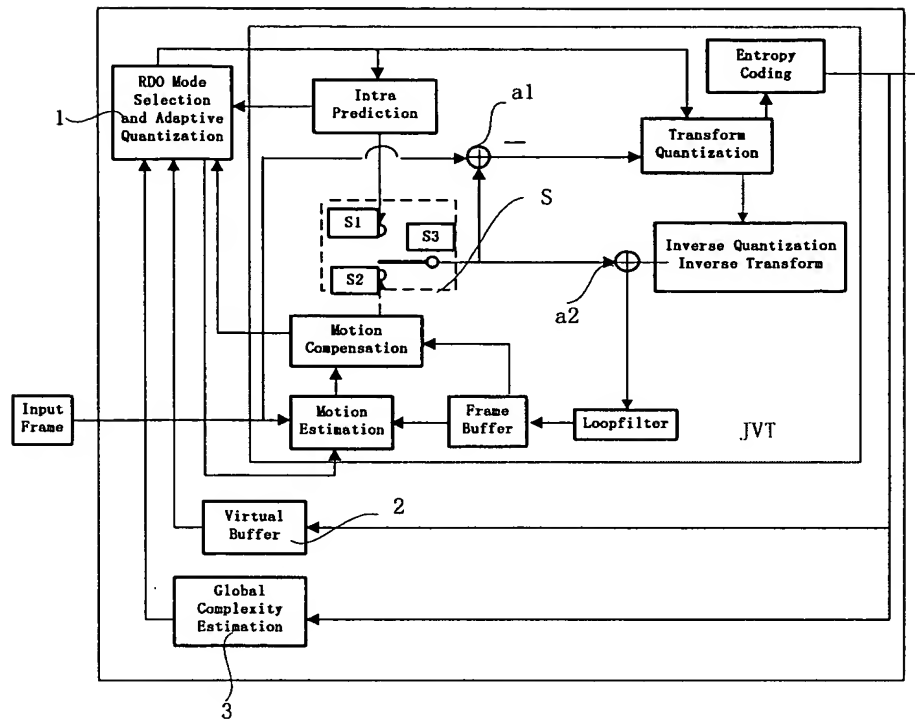 RDO Mode
Selection
and Adaptive
Quantization
1
Intra
Prediction
a1
Entropy
Coding
Transform
Quantization
S1
S3
S
S2
Inverse Quantization
Inverse Transform
a2
Motion
Compensation
Input
Frame
Motion
Estimation
Frame
Buffer
Loopfilter
JVT
Virtual
Buffer
2
Global
Complexity
Estimation
3